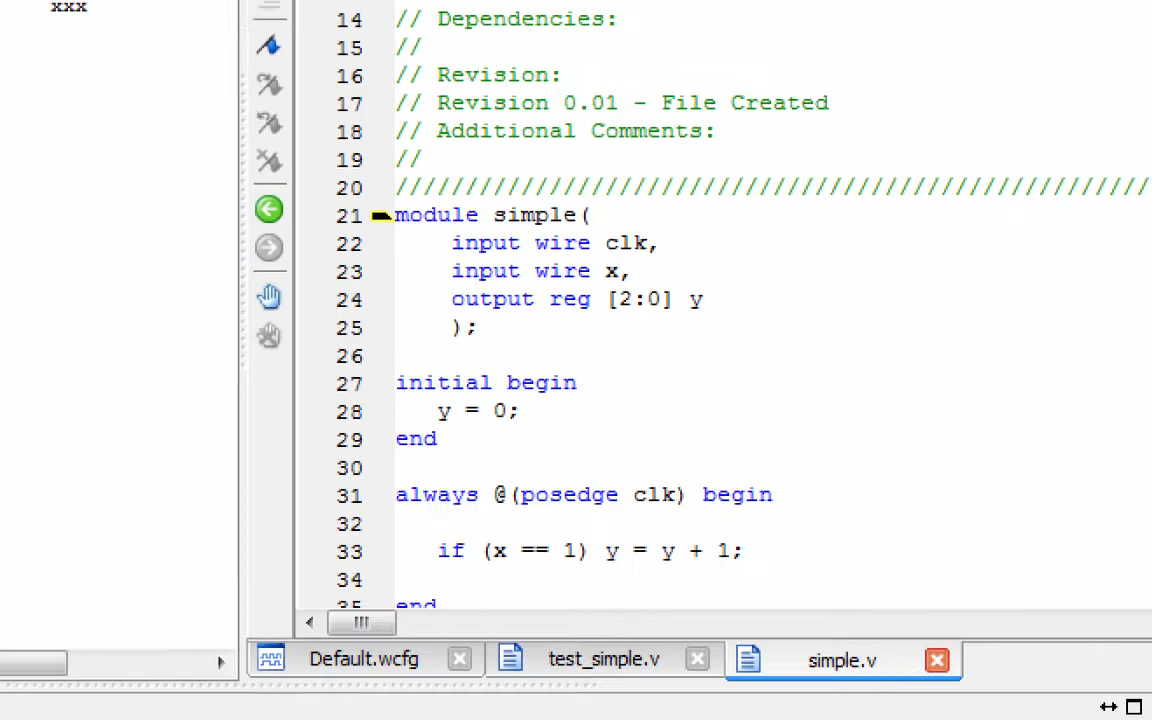 xxx
14 // Dependencies:
15 //
16 // Revision:
17 // Revision 0.01 - File Created
18 // Additional Comments:
19 //
20 //////////////////////////////////////////////////////
21 module simple(
22 input wire clk,
23 input wire x,
24 output reg [2:0] y
25 );
26
27 initial begin
28 y = 0;
29 end
30
31 always @(posedge clk) begin
32
33 if (x == 1) y = y + 1;
34
35 end
Default.wcfg test_simple.v simple.v